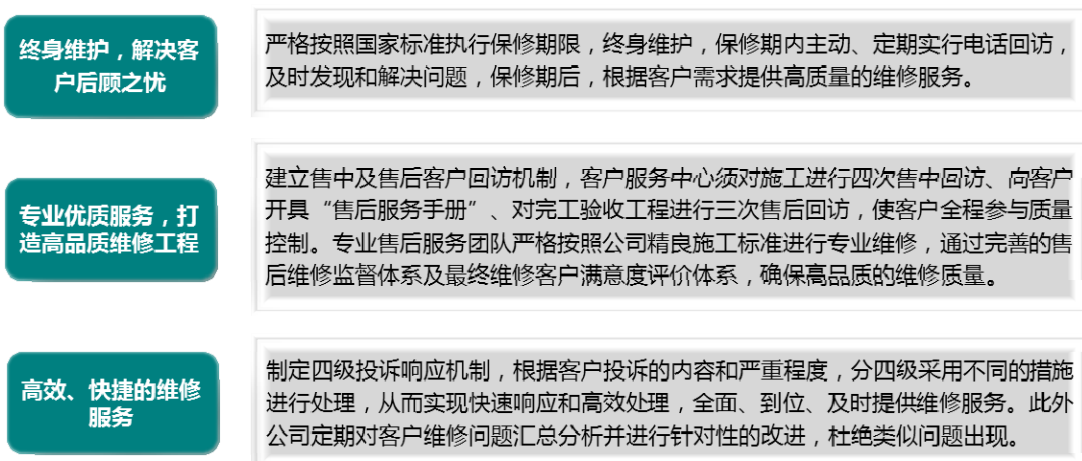 终身维护，解决客
户后顾之忧
严格按照国家标准执行保修期限，终身维护，保修期内主动、定期实行电话回访，
及时发现和解决问题，保修期后，根据客户需求提供高质量的维修服务。
专业优质服务，打
造高品质维修工程
建立售中及售后客户回访机制，客户服务中心须对施工进行四次售中回访、向客户
开具“售后服务手册”、对完工验收工程进行三次售后回访，使客户全程参与质量
控制。专业售后服务团队严格按照公司精良施工标准进行专业维修，通过完善的售
后维修监督体系及最终维修客户满意度评价体系，确保高品质的维修质量。
高效、快捷的维修
服务
制定四级投诉响应机制，根据客户投诉的内容和严重程度，分四级采用不同的措施
进行处理，从而实现快速响应和高效处理，全面、到位、及时提供维修服务。此外
公司定期对客户维修问题汇总分析并进行针对性的改进，杜绝类似问题出现。